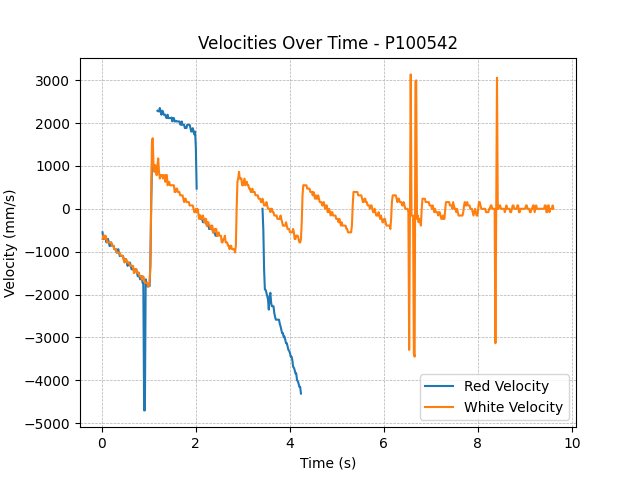 Velocities Over Time - P100542
Velocity (mm/s)
3000
2000
1000
0
−1000
−2000
−3000
−4000
−5000
0 2 4 6 8 10
Time (s)
Red Velocity
White Velocity